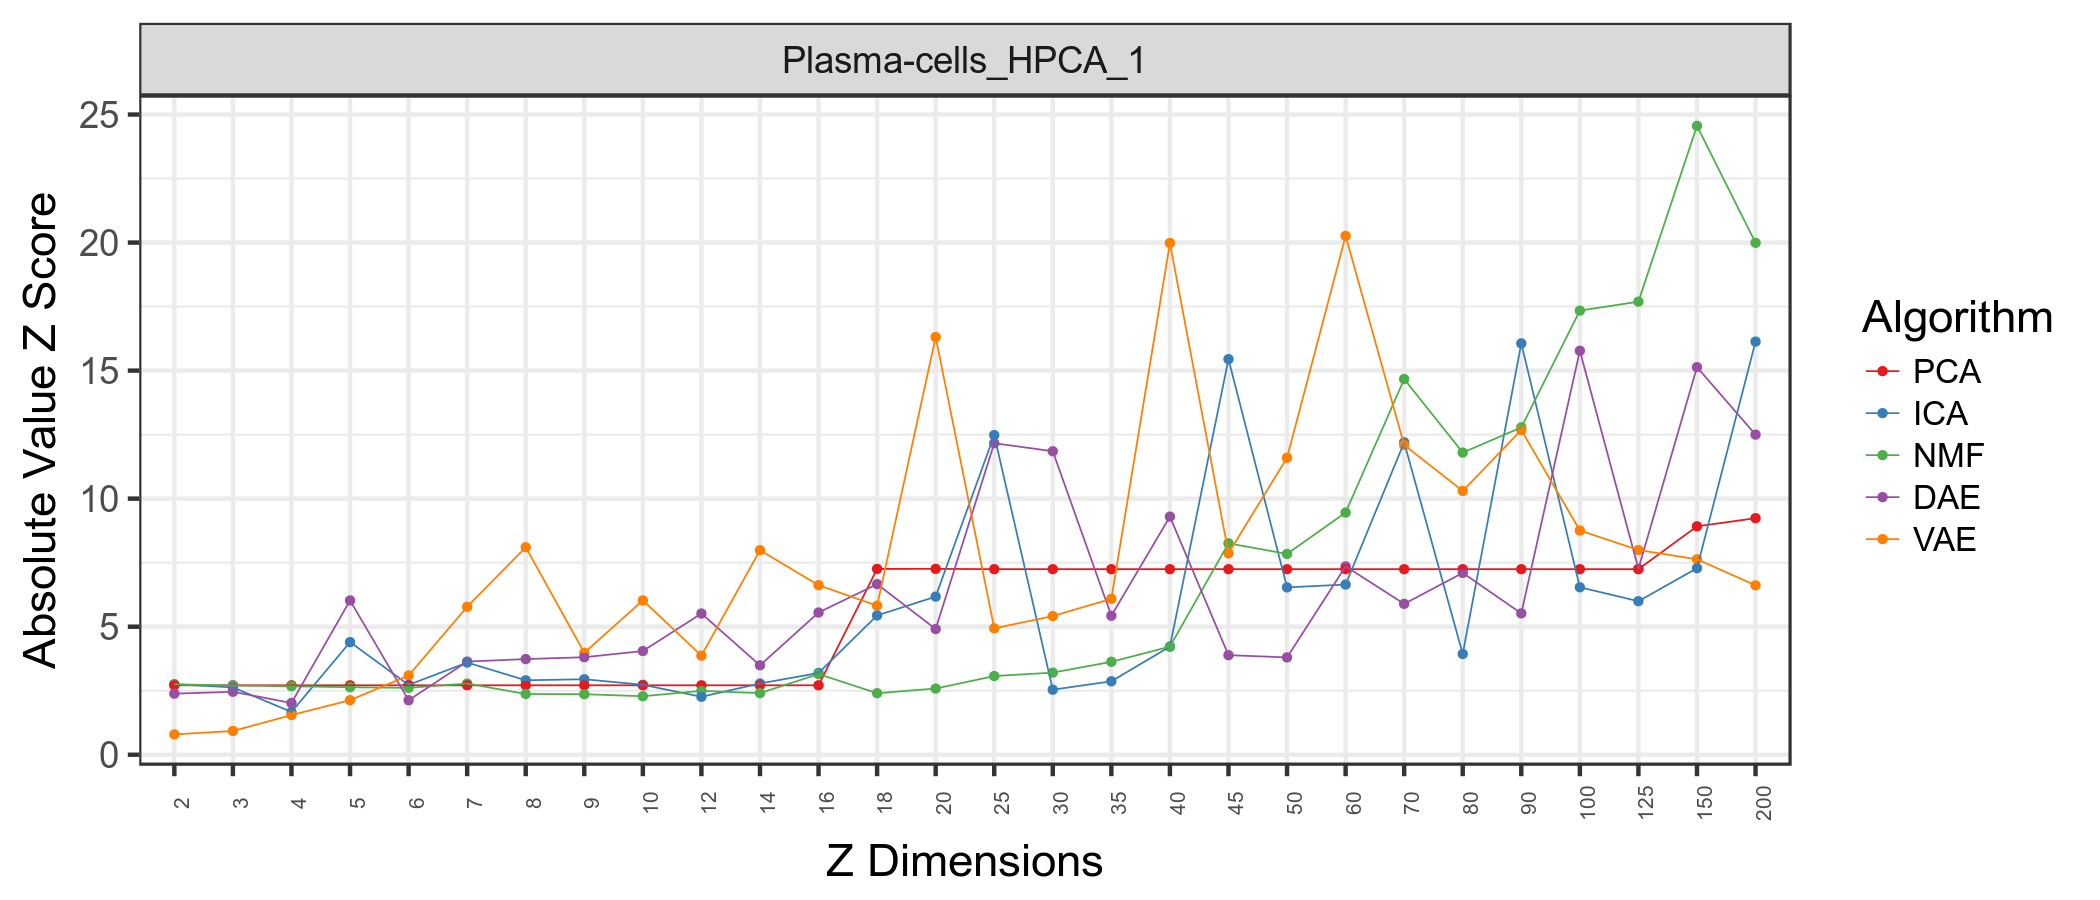 Plasma-cells_HPCA_1
25
20
15
10
5
0
Absolute Value Z Score
2 3 4 5 6 7 8 9 10 12 14 16 18 20 25 30 35 40 45 50 60 70 80 90 100 125 150 200
Z Dimensions
Algorithm
PCA
ICA
NMF
DAE
VAE